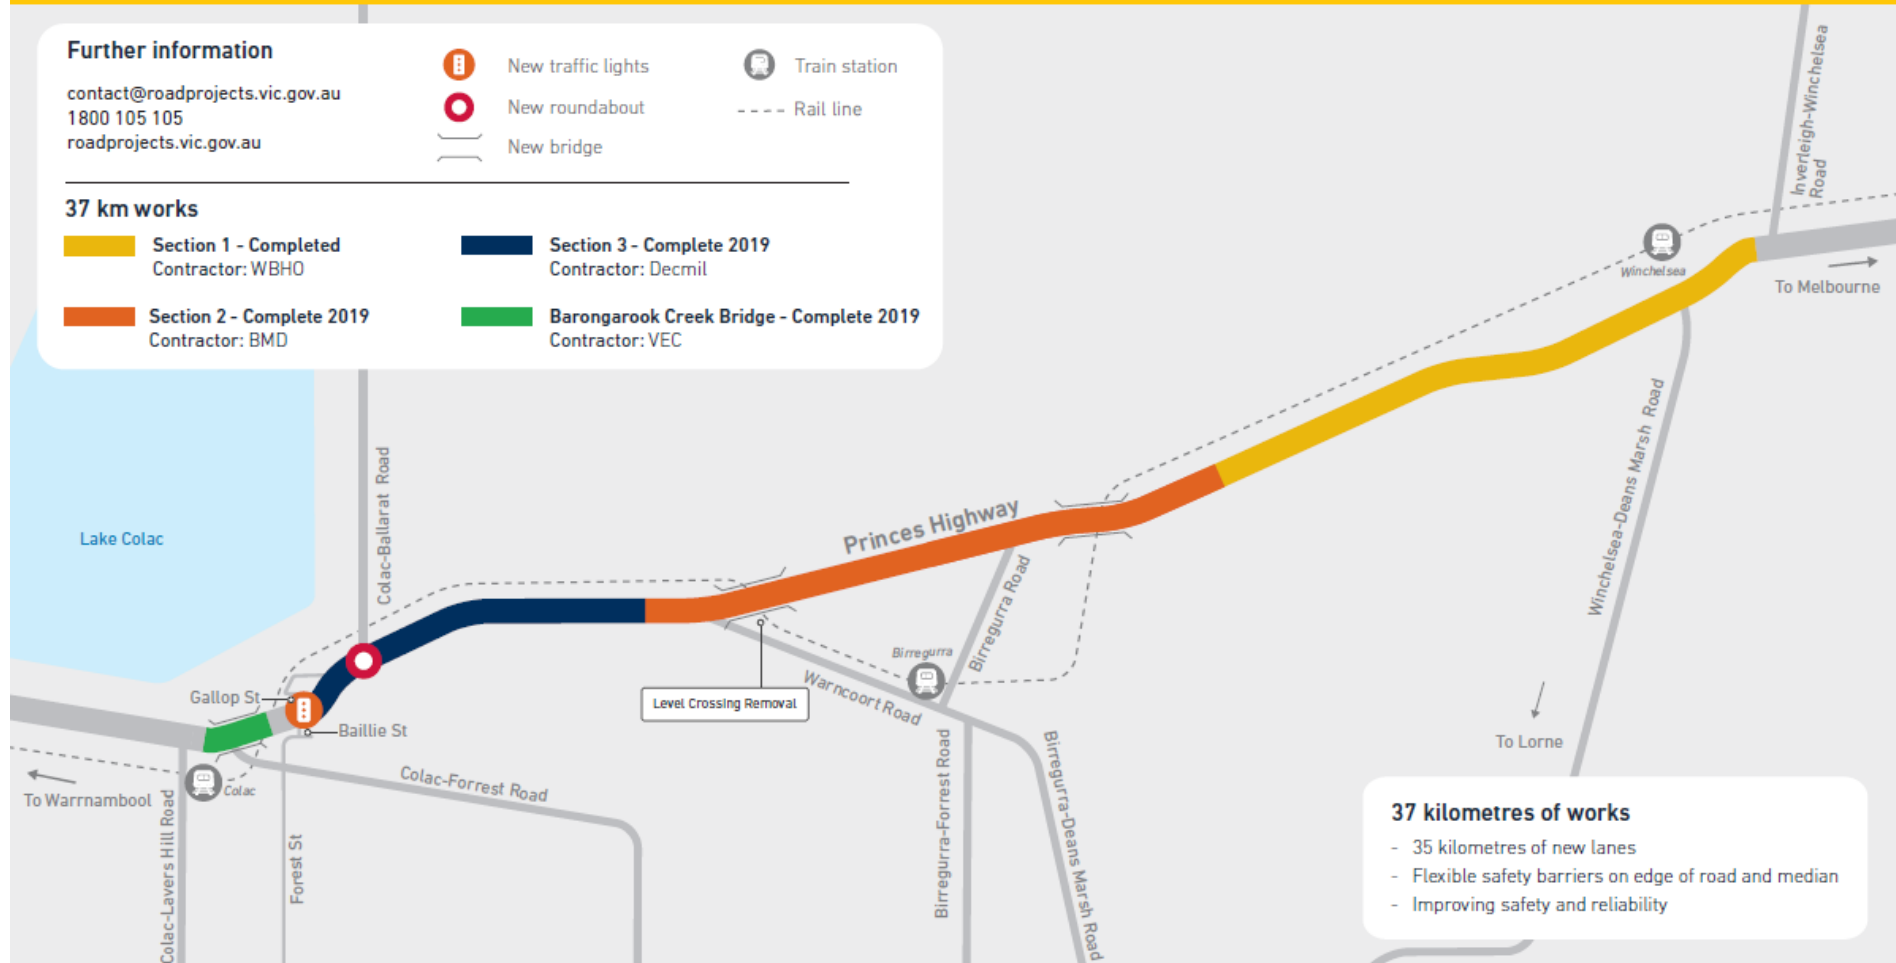 Further information
contact@roadprojects.vic.gov.au
1800 105 105
roadprojects.vic.gov.au
New traffic lights
New roundabout
New bridge
Train station
Rail line
37 km works
Section 1 - Completed
Contractor: WBHO
Section 2 - Complete 2019
Contractor: BMD
Section 3 - Complete 2019
Contractor: Decmil
Barongarook Creek Bridge - Complete 2019
Contractor: VEC
Inverleigh-Winchelsea
Road
Winchelsea
To Melbourne
Winchelsea-Deans Marsh Road
Princes Highway
Colac-Ballarat Road
Lake Colac
Birregurra Road
Birregurra
Warncoort Road
Level Crossing Removal
Gallop St
Baillie St
To Warrnambool
Colac
Colac-Forrest Road
Colac-Lavers Hill Road
Forest St
Birregurra-Forrest Road
Birregurra-Deans Marsh Road
To Lorne
37 kilometres of works
- 35 kilometres of new lanes
- Flexible safety barriers on edge of road and median
- Improving safety and reliability